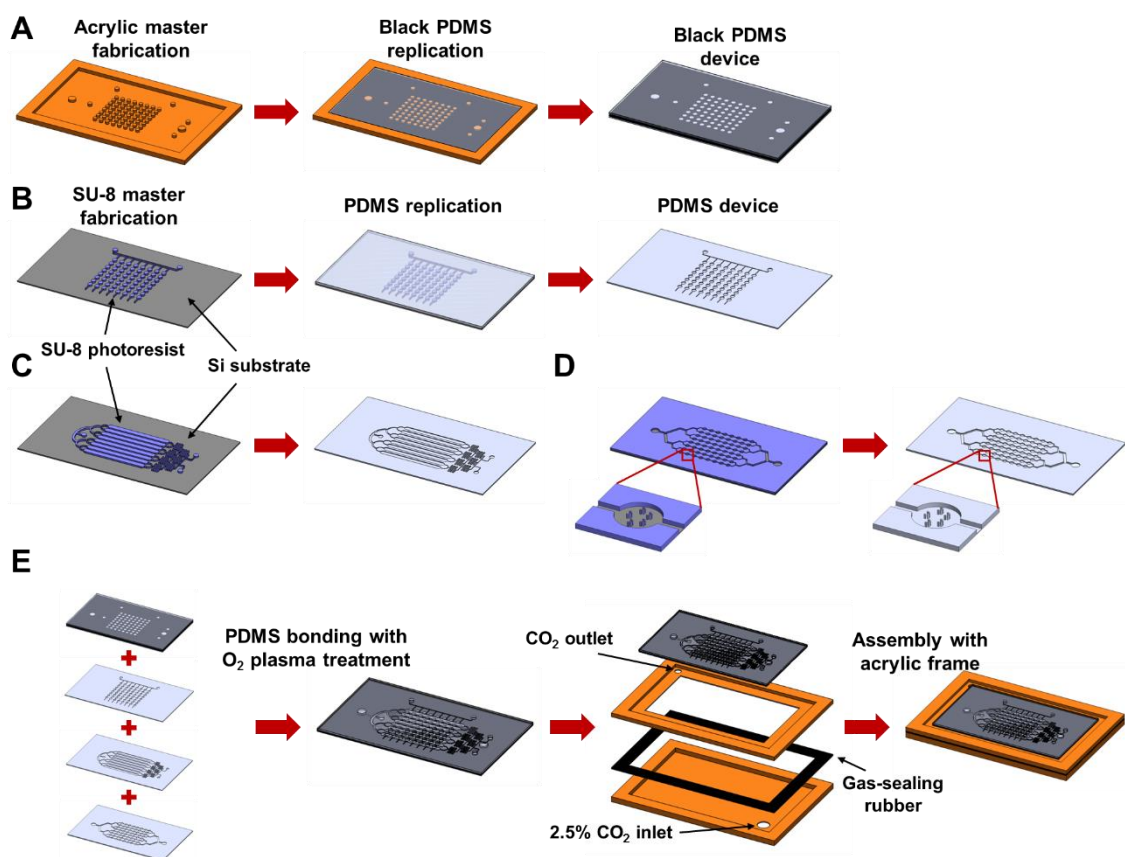 A
Acrylic master
fabrication
Black PDMS
replication
Black PDMS
device
B
SU-8 master
fabrication
PDMS replication
PDMS device
SU-8 photoresist
Si substrate
C
D
E
PDMS bonding with
O₂ plasma treatment
CO₂ outlet
Assembly with
acrylic frame
Gas-sealing
rubber
2.5% CO₂ inlet